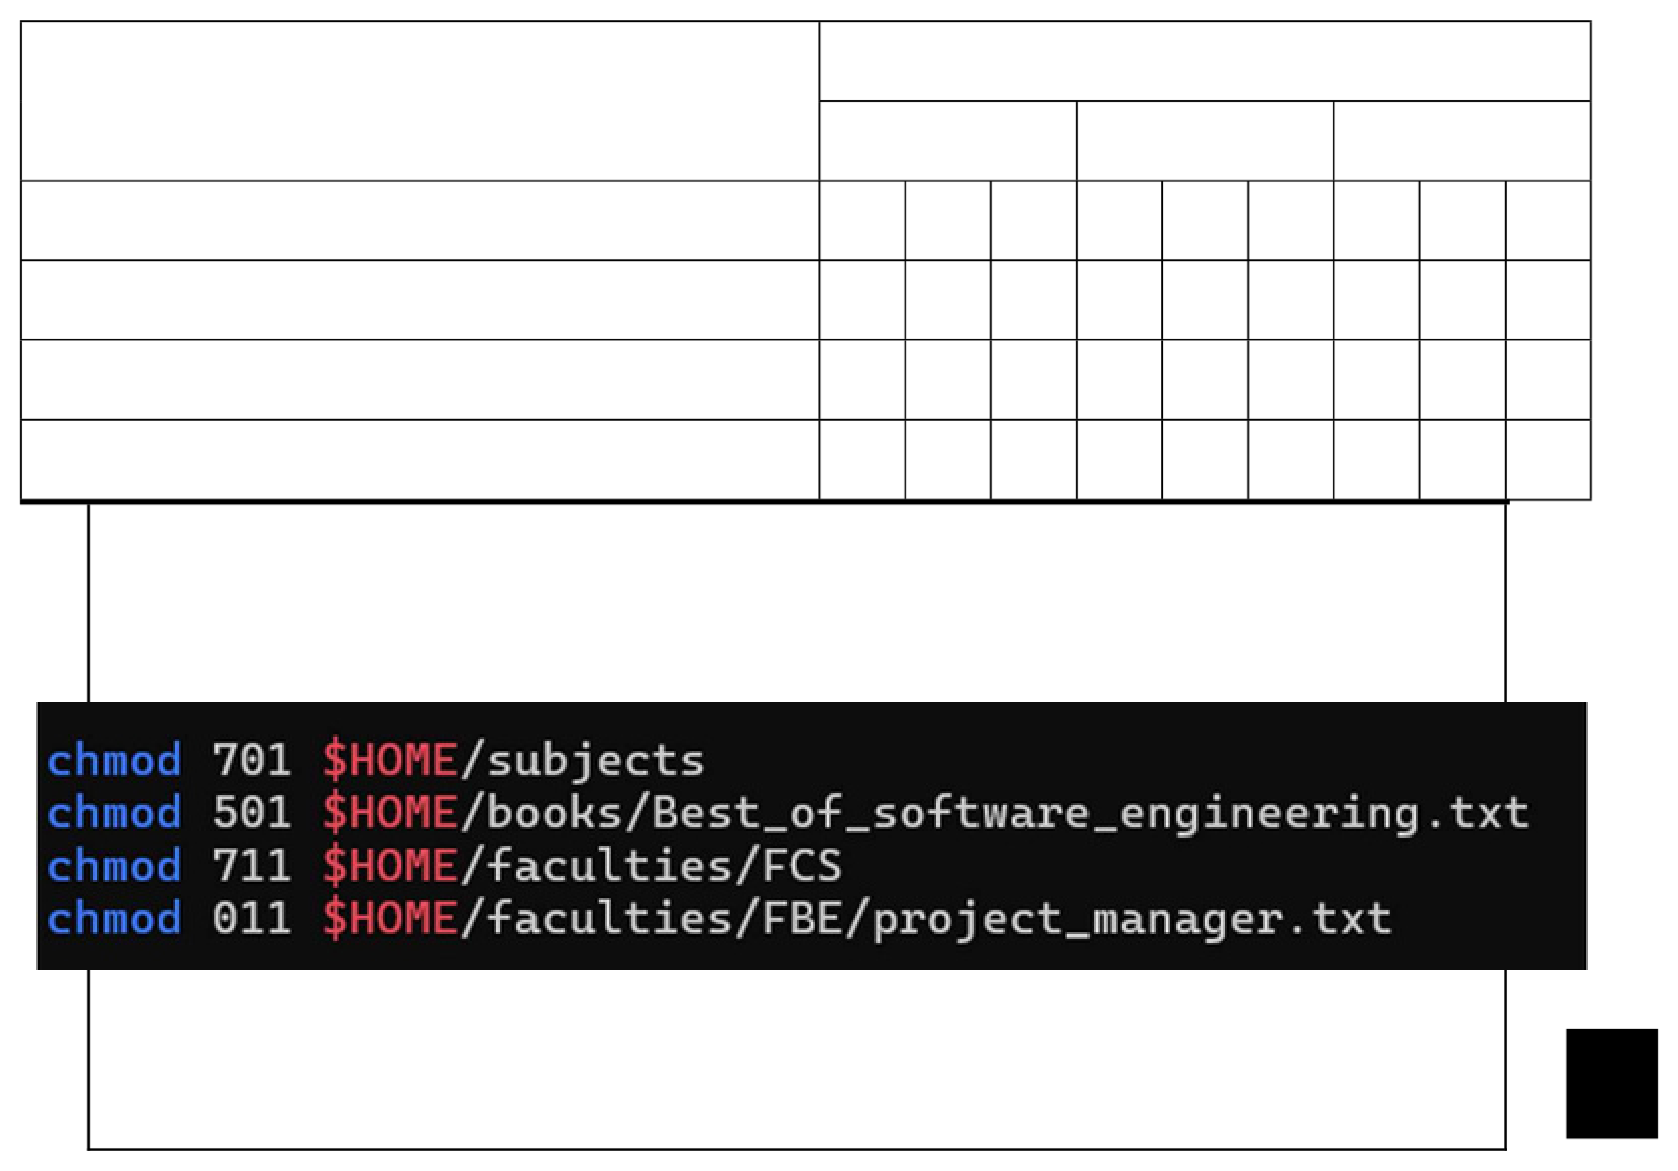 chmod 701 $HOME/subjects
chmod 501 $HOME/books/Best_of_software_engineering.txt
chmod 711 $HOME/faculties/FCS
chmod 011 $HOME/faculties/FBE/project_manager.txt